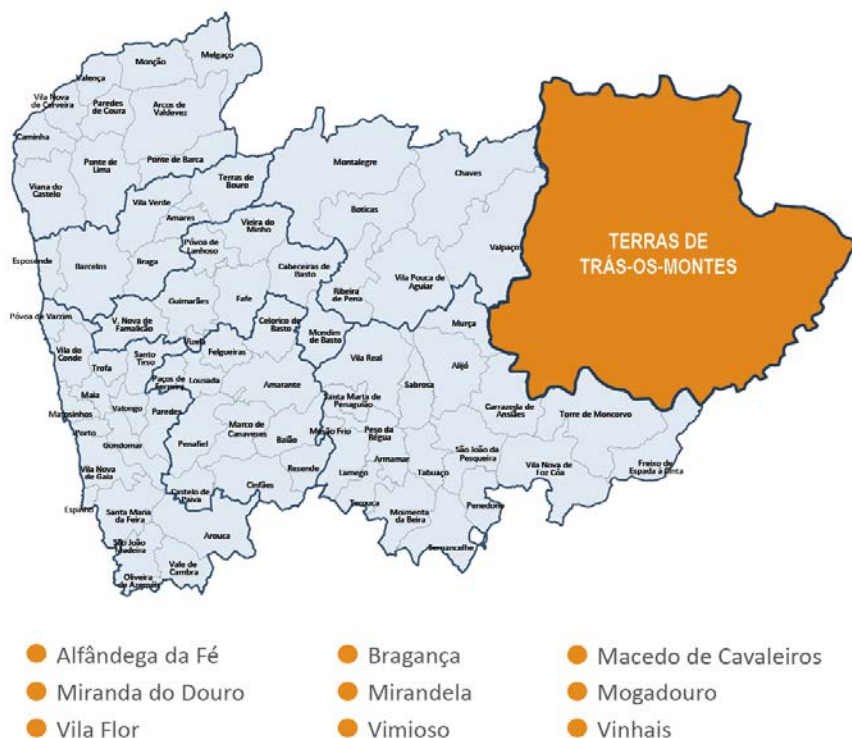 Melgaço
Monção
Valença
Vila Nova
de Cerveira
Paredes
de Coura
Arcos de
Valdevez
Caminha
Ponte de
Lima
Ponte de Barca
Viana do
Castelo
Terras de
Bouro
Montalegre
Chaves
Vila Verde
Amares
Boticas
Vieira do
Minho
Póvoa de
Lanhoso
Valpaços
Esposende
Barcelos
Braga
Cabeceiras de
Basto
Vila Pouca de
Aguiar
Ribeira
de Pena
TERRAS DE
TRÁS-OS-MONTES
Guimarães
Fafe
Póvoa de Varzim
V. Nova de
Famalicão
Celorico de
Basto
Mondim
de Basto
Murça
Vizela
Felgueiras
Vila do
Conde
Trofa
Santo
Tirso
Vila Real
Alijó
Paços de
Ferreira
Lousada
Amarante
Sabrosa
Maia
Santa Marta de
Penaguião
Carrazeda de
Ansiães
Torre de Moncorvo
Matosinhos
Valongo
Paredes
Marco de
Canaveses
Baião
Mesão Frio
Peso da
Régua
Porto
Gondomar
Penafiel
São João da
Pesqueira
Armamar
Vila Nova
de Gaia
Resende
Lamego
Tabuaço
Vila Nova de
Foz Côa
Freixo de
Espada à Cinta
Cinfães
Castelo de
Paiva
Espinho
Tarouca
Moimenta
da Beira
Penedono
Santa Maria
da Feira
Arouca
São João
Madeira
Sernancelhe
Vale de
Cambra
Oliveira
de Azeméis
Alfândega da Fé
Bragança
Macedo de Cavaleiros
Miranda do Douro
Mirandela
Mogadouro
Vila Flor
Vimioso
Vinhais